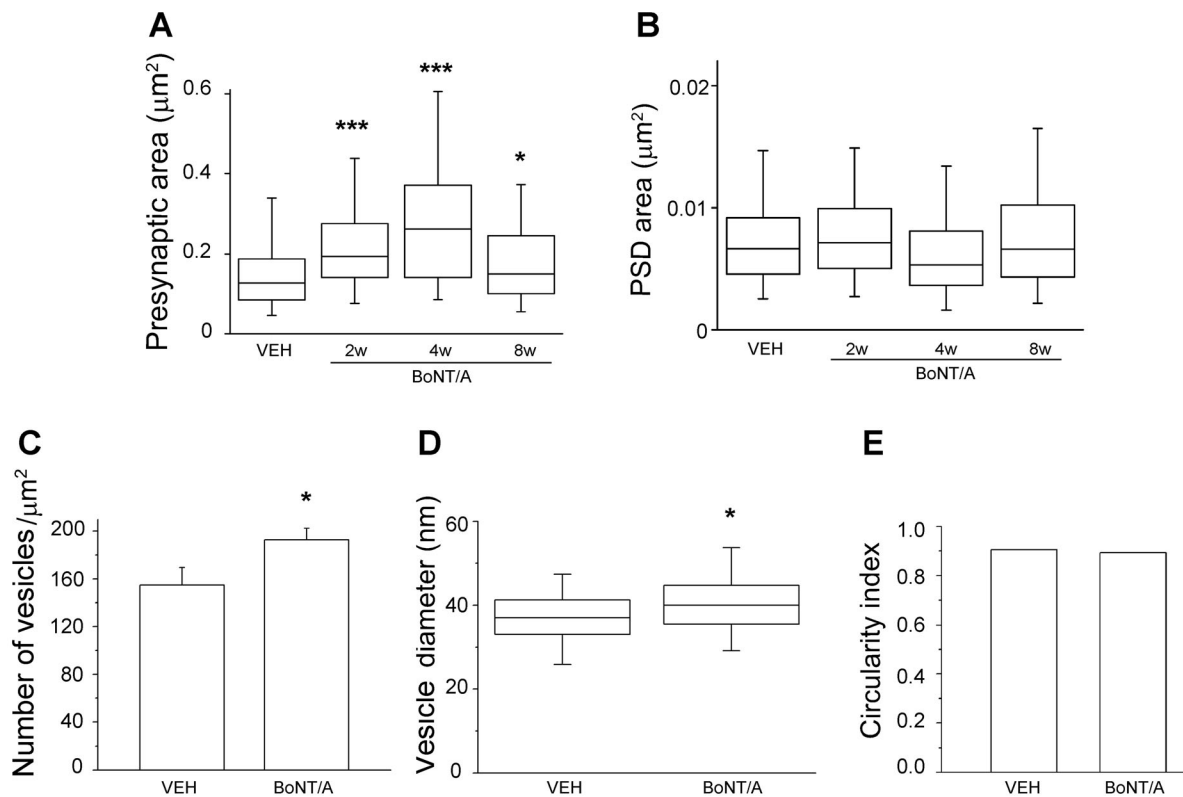 A
Presynaptic area (μm²)
0.6
0.4
0.2
0
***
***
*
VEH
2w
4w
8w
BoNT/A
B
PSD area (μm²)
0.02
0.01
0
VEH
2w
4w
8w
BoNT/A
C
Number of vesicles/μm²
200
160
120
80
40
0
*
VEH
BoNT/A
D
Vesicle diameter (nm)
60
40
20
0
*
VEH
BoNT/A
E
Circularity index
1.0
0.8
0.6
0.4
0.2
0.0
VEH
BoNT/A